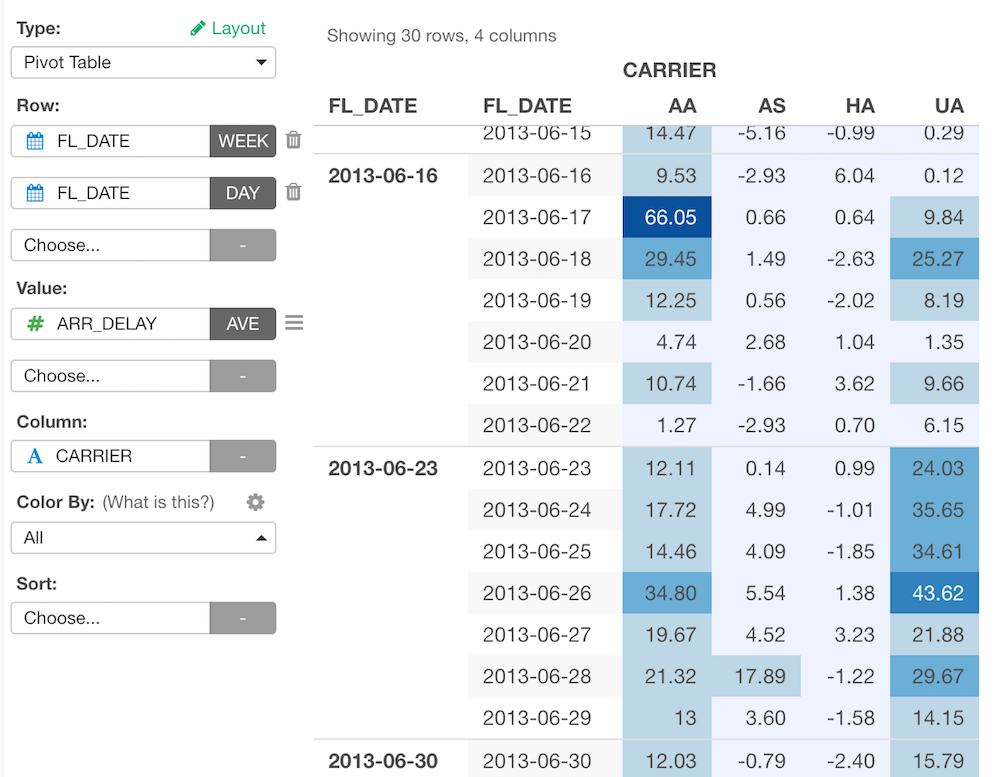 Type:
Layout
Pivot Table
Row:
FL_DATE WEEK
FL_DATE DAY
Choose... -
Value:
# ARR_DELAY AVE
Choose... -
Column:
A CARRIER -
Color By: (What is this?)
All
Sort:
Choose... -
Showing 30 rows, 4 columns
CARRIER
FL_DATE FL_DATE AA AS HA UA
2013-06-15 14.47 -5.16 -0.99 0.29
2013-06-16 2013-06-16 9.53 -2.93 6.04 0.12
2013-06-17 66.05 0.66 0.64 9.84
2013-06-18 29.45 1.49 -2.63 25.27
2013-06-19 12.25 0.56 -2.02 8.19
2013-06-20 4.74 2.68 1.04 1.35
2013-06-21 10.74 -1.66 3.62 9.66
2013-06-22 1.27 -2.93 0.70 6.15
2013-06-23 2013-06-23 12.11 0.14 0.99 24.03
2013-06-24 17.72 4.99 -1.01 35.65
2013-06-25 14.46 4.09 -1.85 34.61
2013-06-26 34.80 5.54 1.38 43.62
2013-06-27 19.67 4.52 3.23 21.88
2013-06-28 21.32 17.89 -1.22 29.67
2013-06-29 13 3.60 -1.58 14.15
2013-06-30 2013-06-30 12.03 -0.79 -2.40 15.79